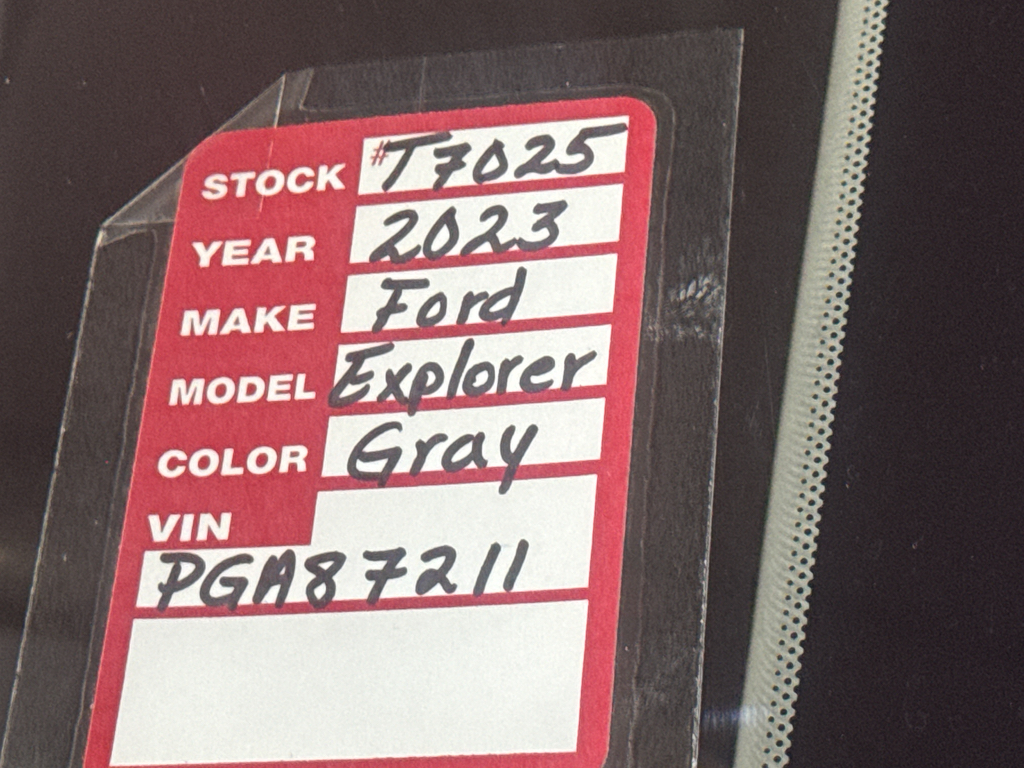 STOCK #T7025
YEAR 2023
MAKE Ford
MODEL Explorer
COLOR Gray
VIN
PGA87211